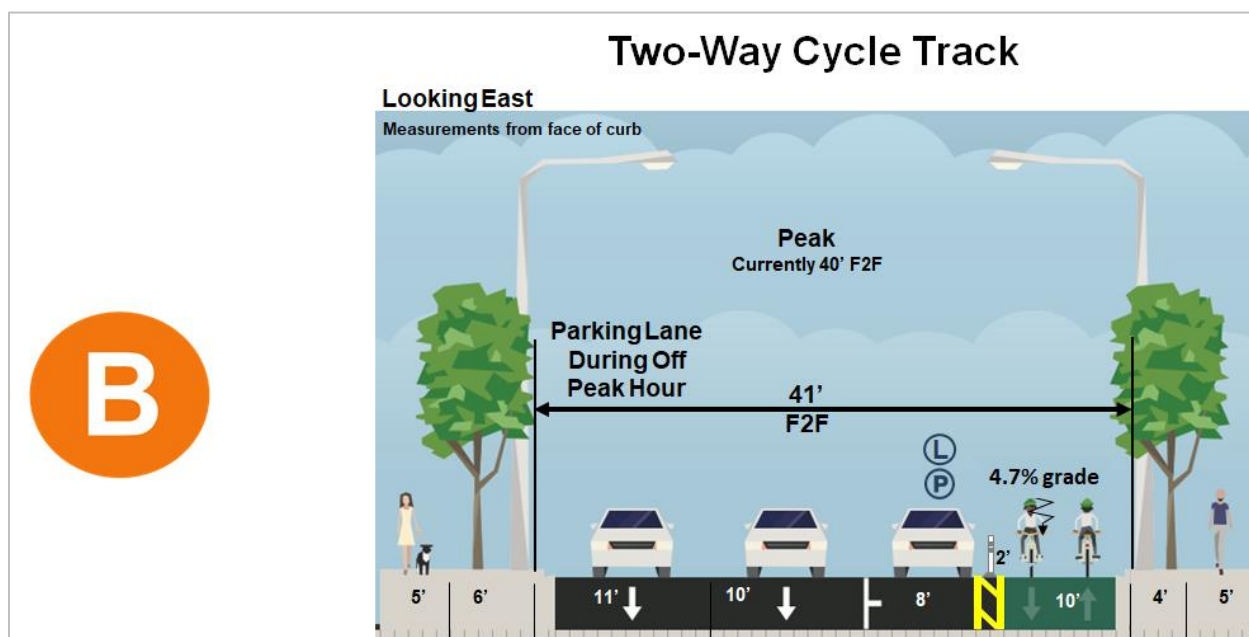 Two-Way Cycle Track
Looking East
Measurements from face of curb
Peak
Currently 40’ F2F
B
Parking Lane
During Off
Peak Hour
41’
F2F
L
P
4.7% grade
2’
5’
6’
11’
10’
8’
10’
4’
5’